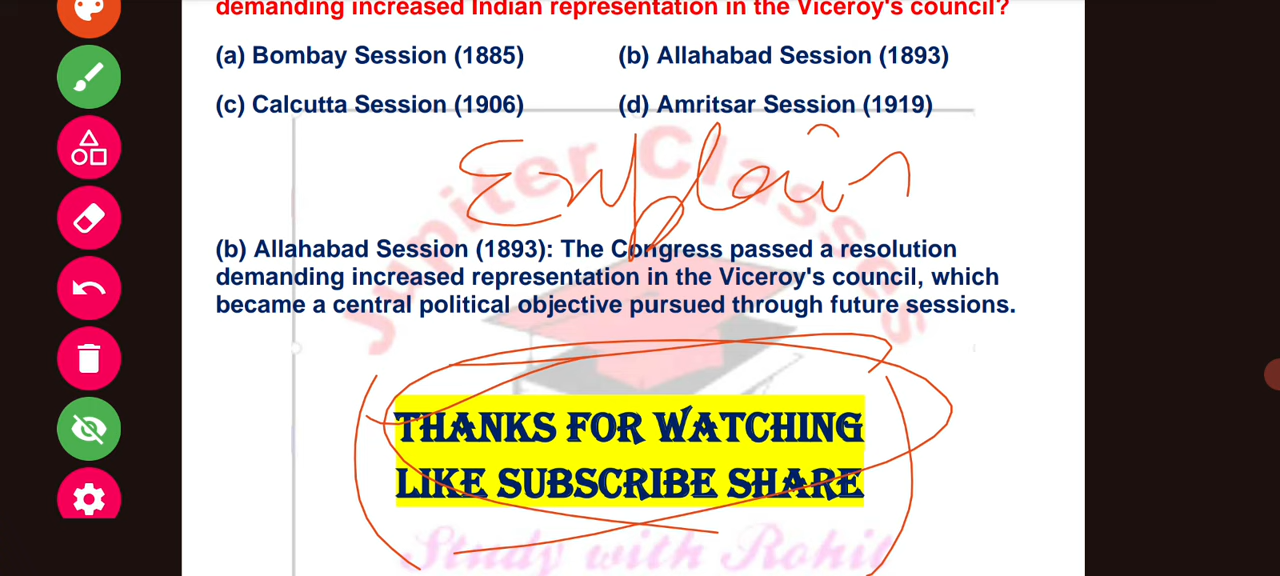 demanding increased Indian representation in the Viceroy's council?
(a) Bombay Session (1885) (b) Allahabad Session (1893)
(c) Calcutta Session (1906) (d) Amritsar Session (1919)
Explain
Jupiter Classes
(b) Allahabad Session (1893): The Congress passed a resolution
demanding increased representation in the Viceroy's council, which
became a central political objective pursued through future sessions.
THANKS FOR WATCHING
LIKE SUBSCRIBE SHARE
Study with Rohit